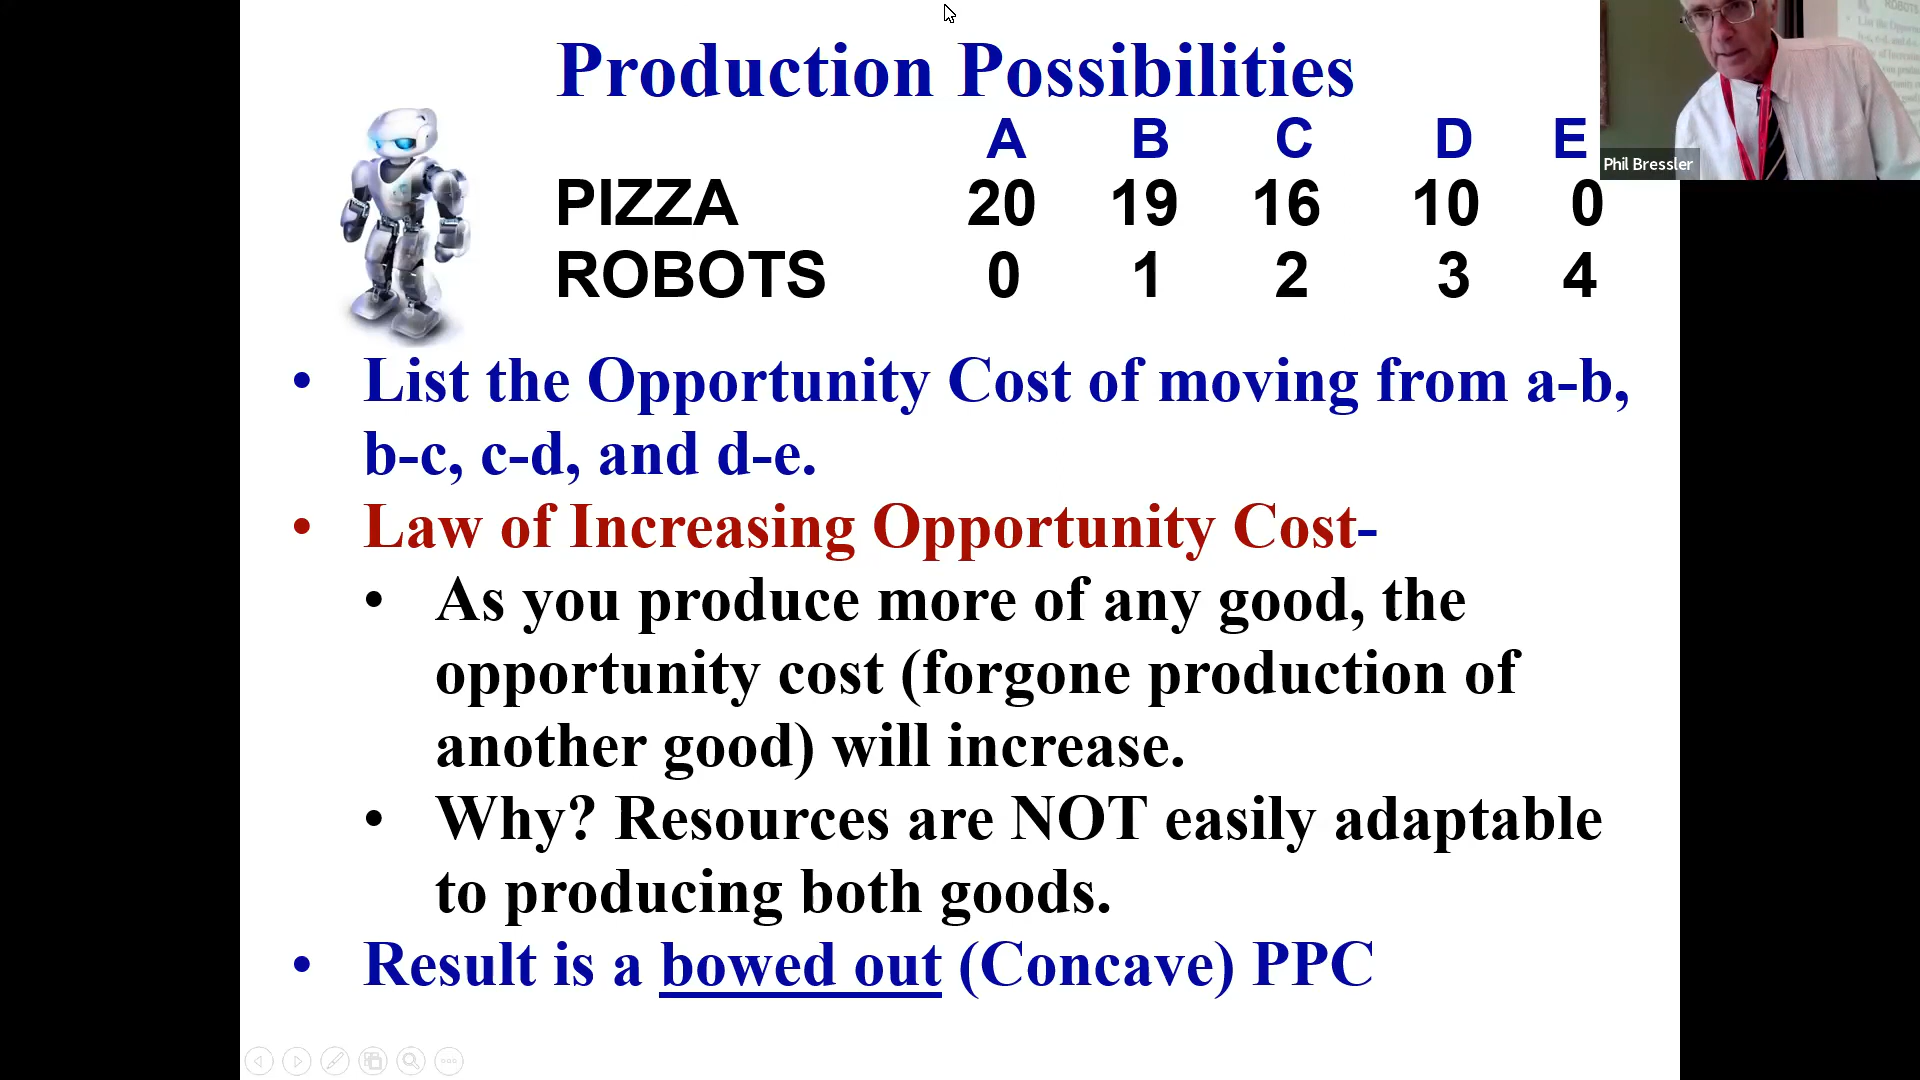 Production Possibilities
A B C D E
PIZZA 20 19 16 10 0
ROBOTS 0 1 2 3 4
• List the Opportunity Cost of moving from a-b,
b-c, c-d, and d-e.
• Law of Increasing Opportunity Cost-
• As you produce more of any good, the
opportunity cost (forgone production of
another good) will increase.
• Why? Resources are NOT easily adaptable
to producing both goods.
• Result is a bowed out (Concave) PPC
Phil Bressler
ROBOTS